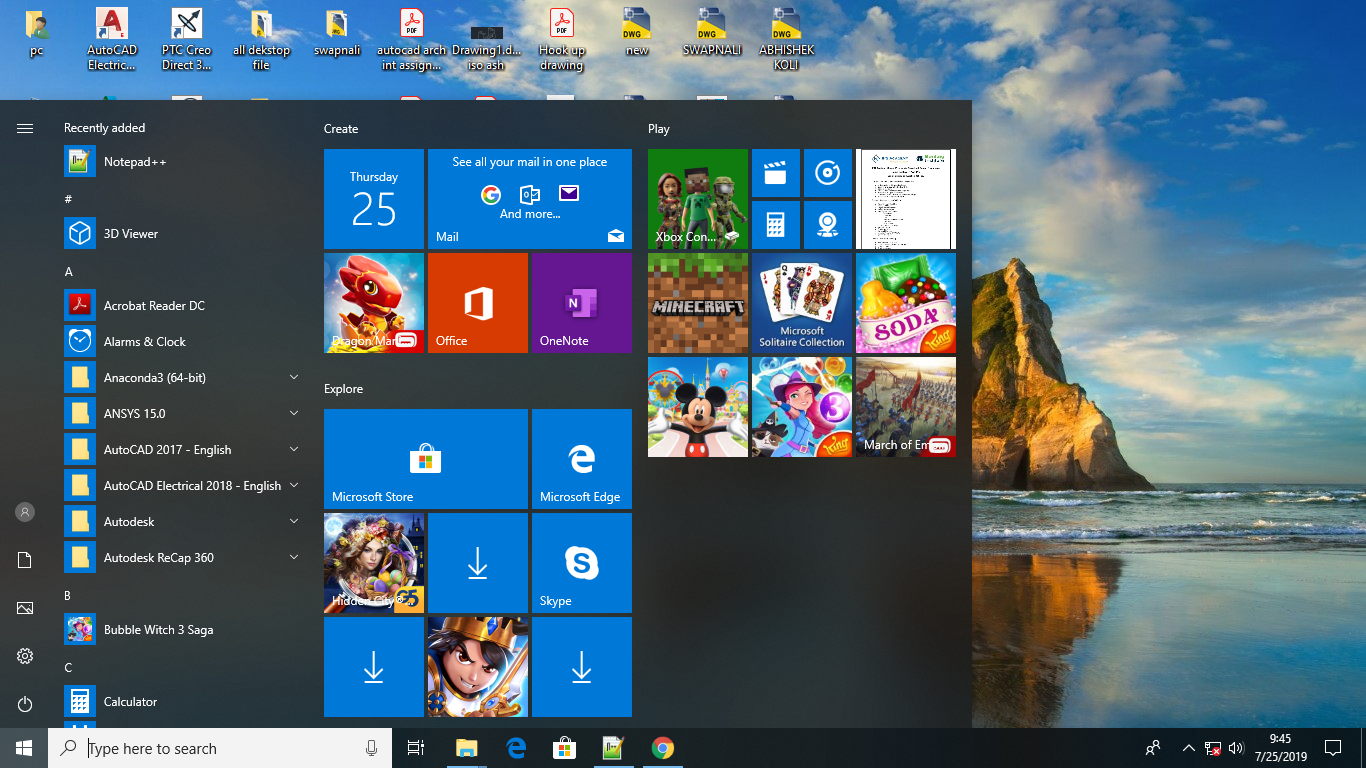 pc
AutoCAD
Electric...
PTC Creo
Direct 3...
all dekstop
file
swapnali
PDF
autocad arch
int assign...
Drawing1.d...
iso ash
PDF
Hook up
drawing
DWG
new
DWG
SWAPNALI
DWG
ABHISHEK
KOLI
Recently added
Notepad++
#
3D Viewer
A
Acrobat Reader DC
Alarms & Clock
Anaconda3 (64-bit)
ANSYS 15.0
AutoCAD 2017 - English
AutoCAD Electrical 2018 - English
Autodesk
Autodesk ReCap 360
B
Bubble Witch 3 Saga
C
Calculator
Create
Thursday
25
See all your mail in one place
And more...
Mail
Office
N
OneNote
Explore
Microsoft Store
Microsoft Edge
G5
S
Skype
Play
Xbox Con...
MINECRAFT
Microsoft
Solitaire Collection
SODA
King
3
King
March of Em...
Type here to search
9:45
7/25/2019